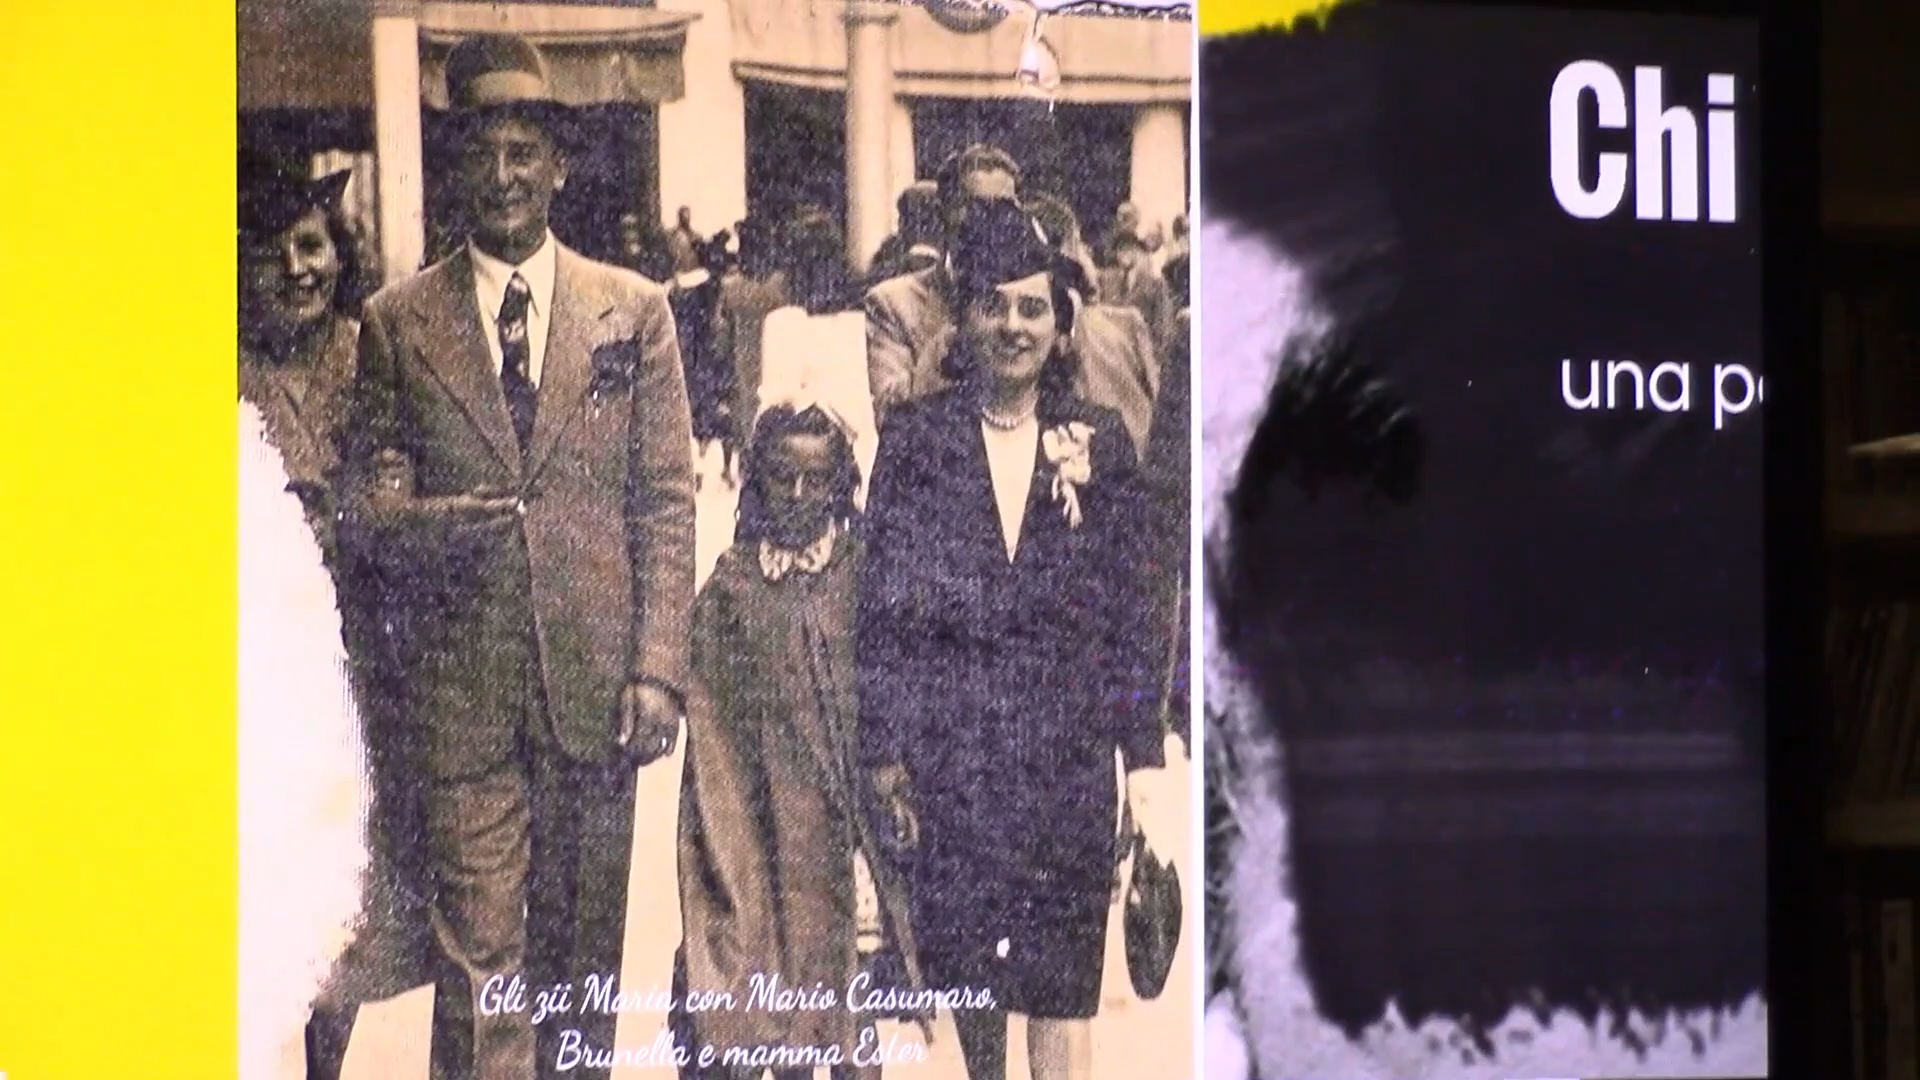 Gli zii Maria con Mario Casumaro,
Brunella e mamma Ester
Chi
una